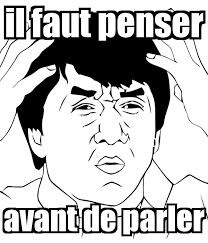 il faut penser
avant de parler